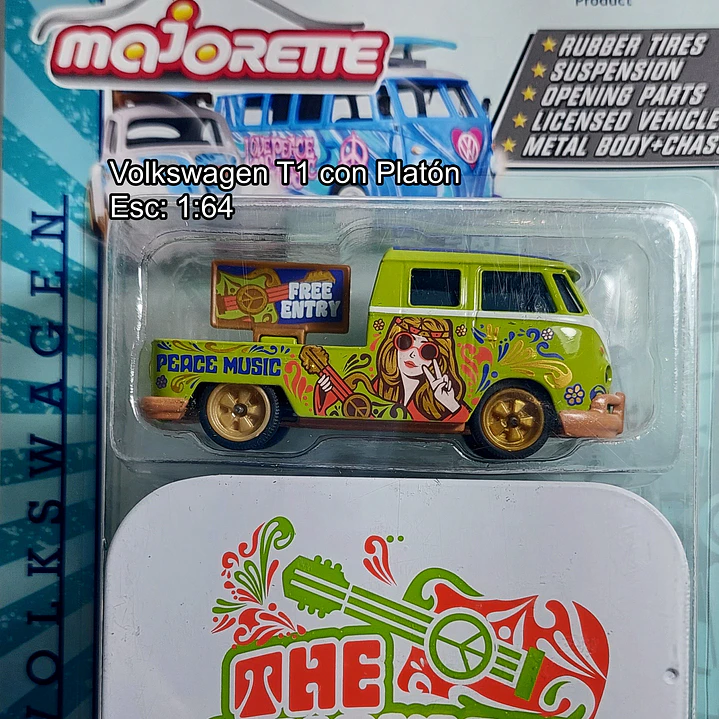 Product
majORETTE
RUBBER TIRES
SUSPENSION
OPENING PARTS
LICENSED VEHICLE
METAL BODY+CHAS
Volkswagen T1 con Platón
Esc: 1:64
VOLKSWAGEN
FREE
ENTRY
PEACE MUSIC
THE